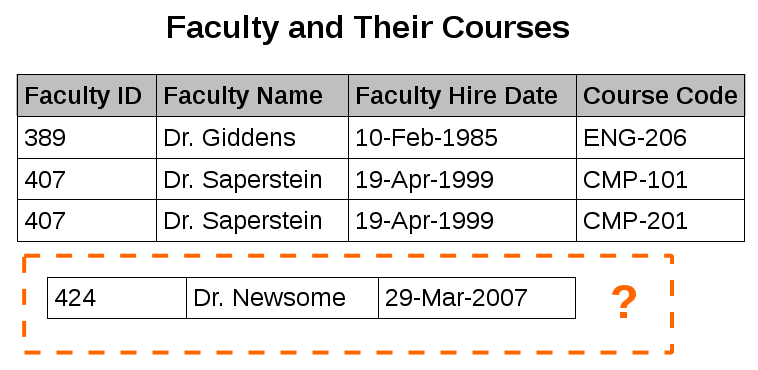 Faculty and Their Courses
Faculty ID Faculty Name Faculty Hire Date Course Code
389 Dr. Giddens 10-Feb-1985 ENG-206
407 Dr. Saperstein 19-Apr-1999 CMP-101
407 Dr. Saperstein 19-Apr-1999 CMP-201
424 Dr. Newsome 29-Mar-2007 ?